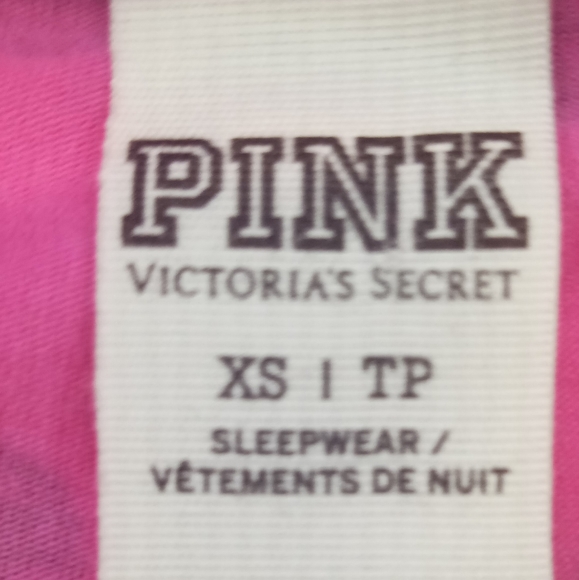 PINK
VICTORIA'S SECRET
XS | TP
SLEEPWEAR /
VÊTEMENTS DE NUIT